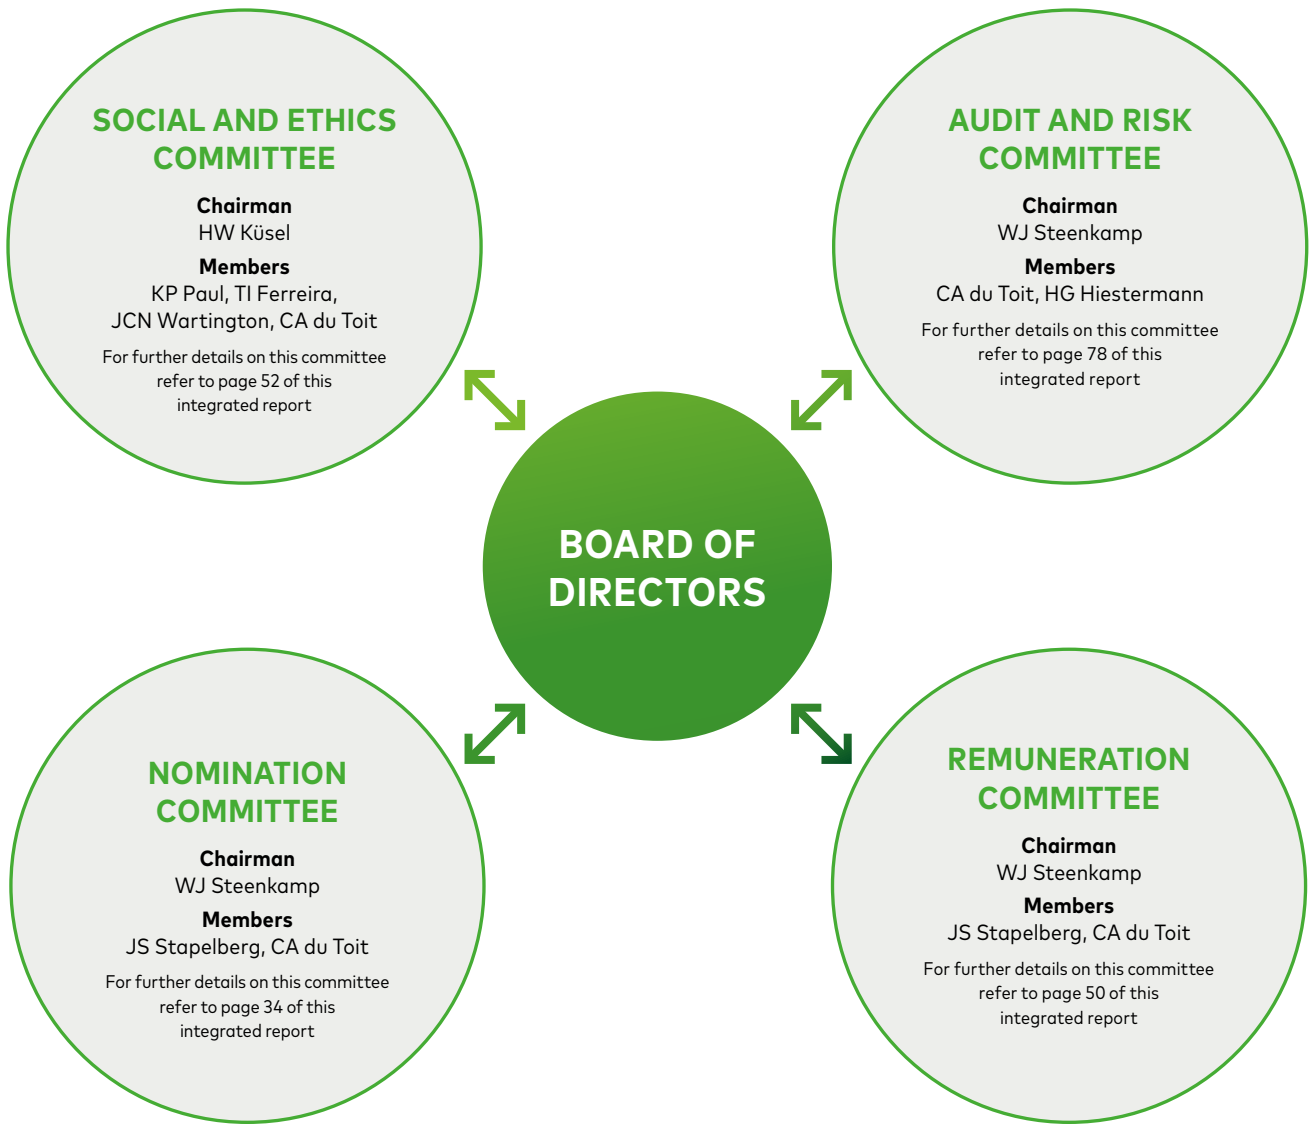 SOCIAL AND ETHICS
COMMITTEE
Chairman
HW Küsel
Members
KP Paul, TI Ferreira,
JCN Wartington, CA du Toit
For further details on this committee
refer to page 52 of this
integrated report
AUDIT AND RISK
COMMITTEE
Chairman
WJ Steenkamp
Members
CA du Toit, HG Hiestermann
For further details on this committee
refer to page 78 of this
integrated report
BOARD OF
DIRECTORS
NOMINATION
COMMITTEE
Chairman
WJ Steenkamp
Members
JS Stapelberg, CA du Toit
For further details on this committee
refer to page 34 of this
integrated report
REMUNERATION
COMMITTEE
Chairman
WJ Steenkamp
Members
JS Stapelberg, CA du Toit
For further details on this committee
refer to page 50 of this
integrated report